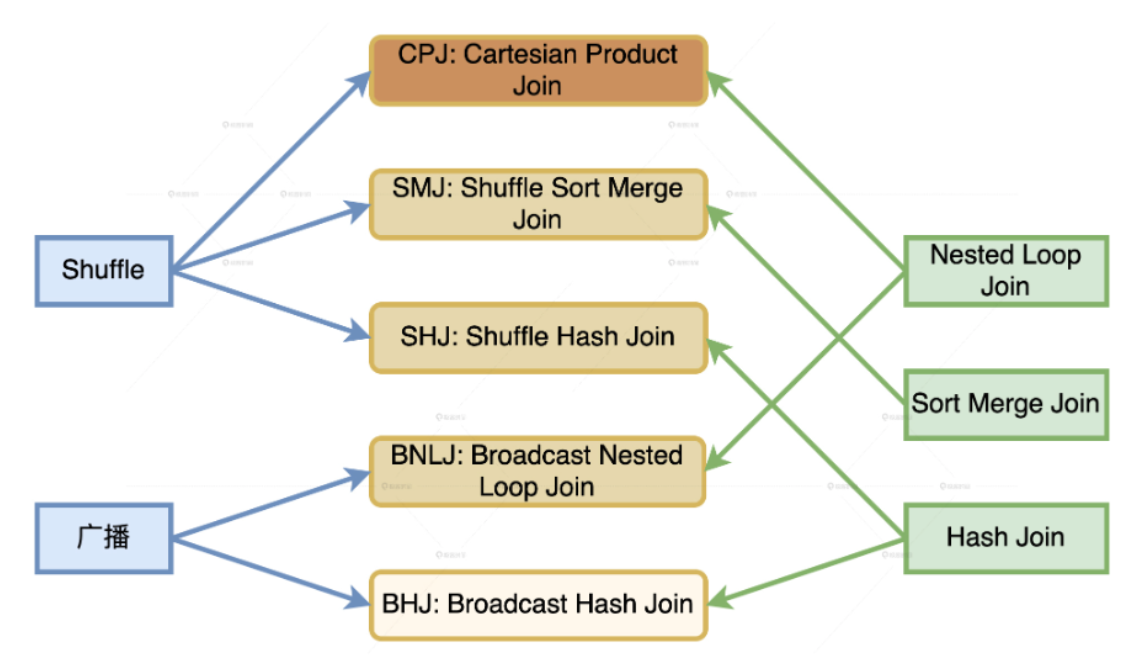 CPJ: Cartesian Product
Join
SMJ: Shuffle Sort Merge
Join
Shuffle
Nested Loop
Join
SHJ: Shuffle Hash Join
Sort Merge Join
BNLJ: Broadcast Nested
Loop Join
广播
Hash Join
BHJ: Broadcast Hash Join